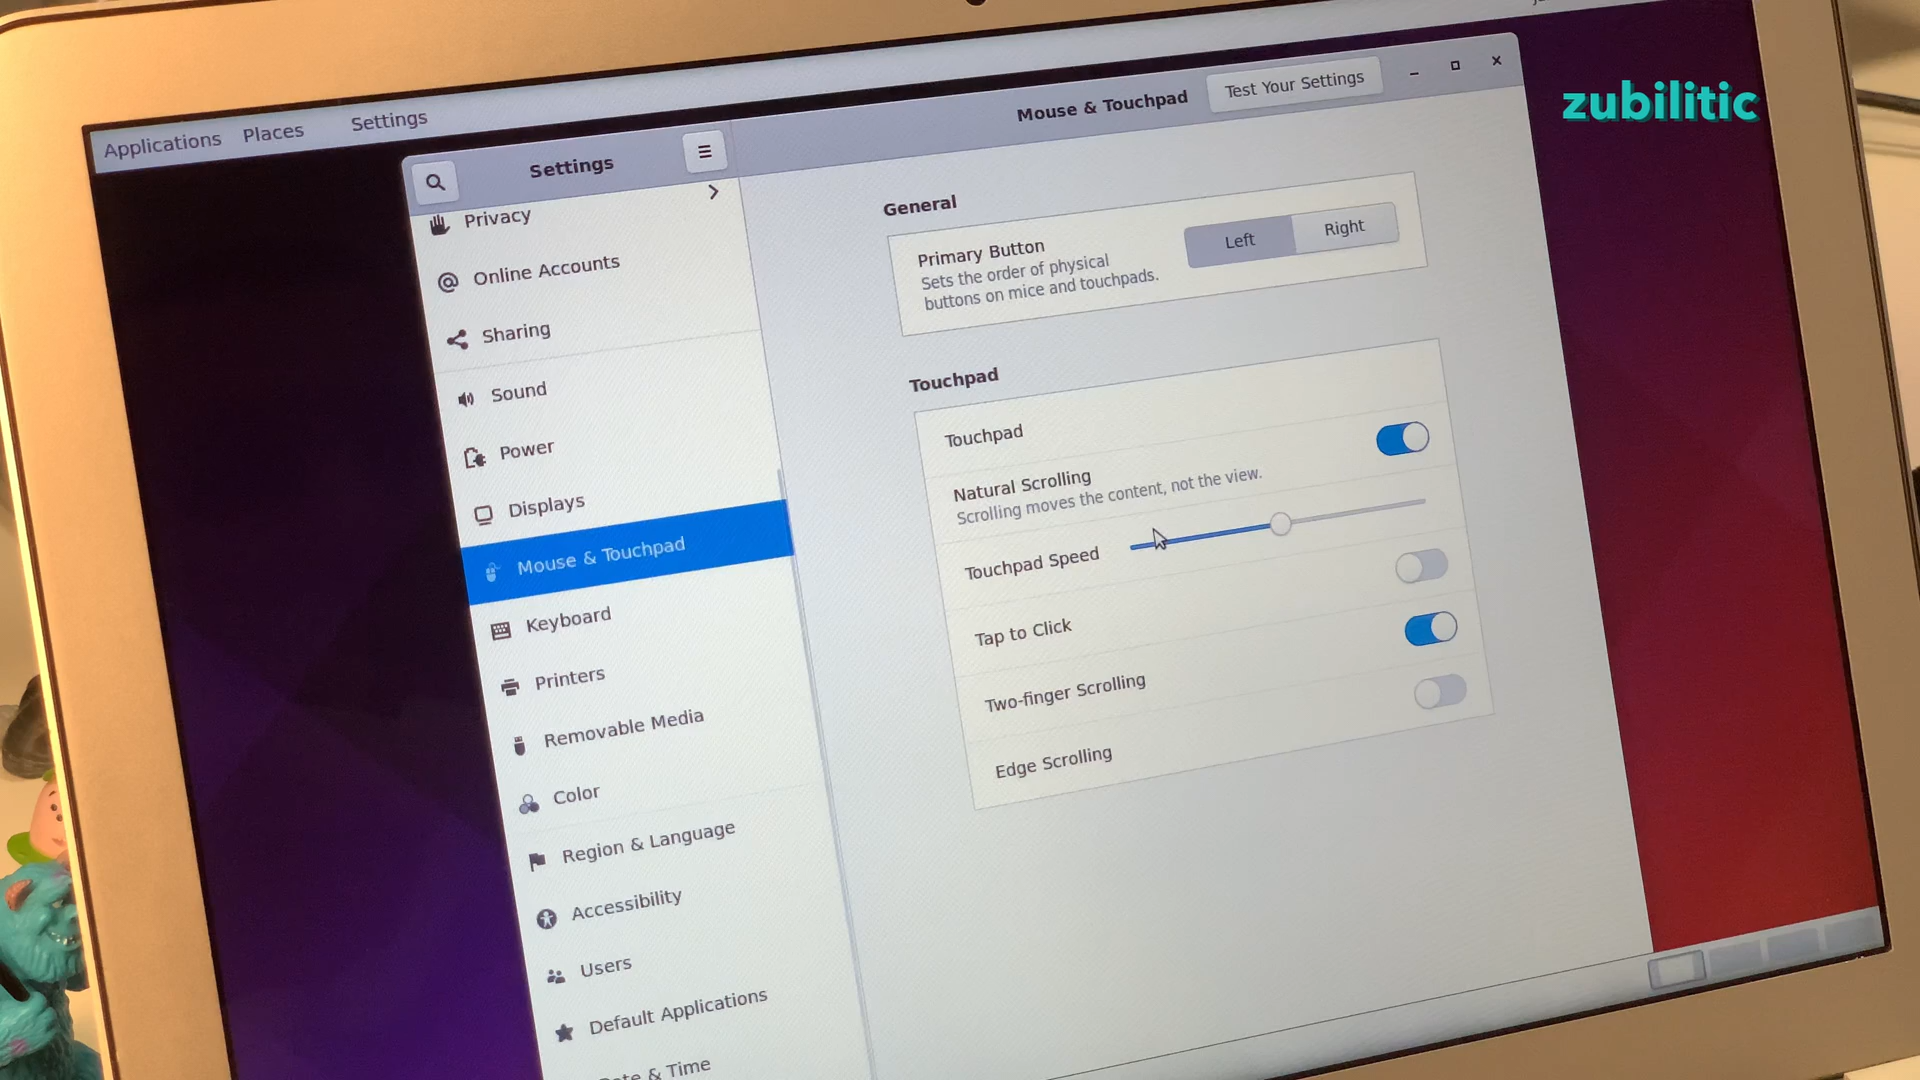 zubilitic
Applications Places Settings
Settings
Mouse & Touchpad
Test Your Settings
Privacy
Online Accounts
Sharing
Sound
Power
Displays
Mouse & Touchpad
Keyboard
Printers
Removable Media
Color
Region & Language
Accessibility
Users
Default Applications
& Time
General
Primary Button
Sets the order of physical
buttons on mice and touchpads.
Left
Right
Touchpad
Touchpad
Natural Scrolling
Scrolling moves the content, not the view.
Touchpad Speed
Tap to Click
Two-finger Scrolling
Edge Scrolling